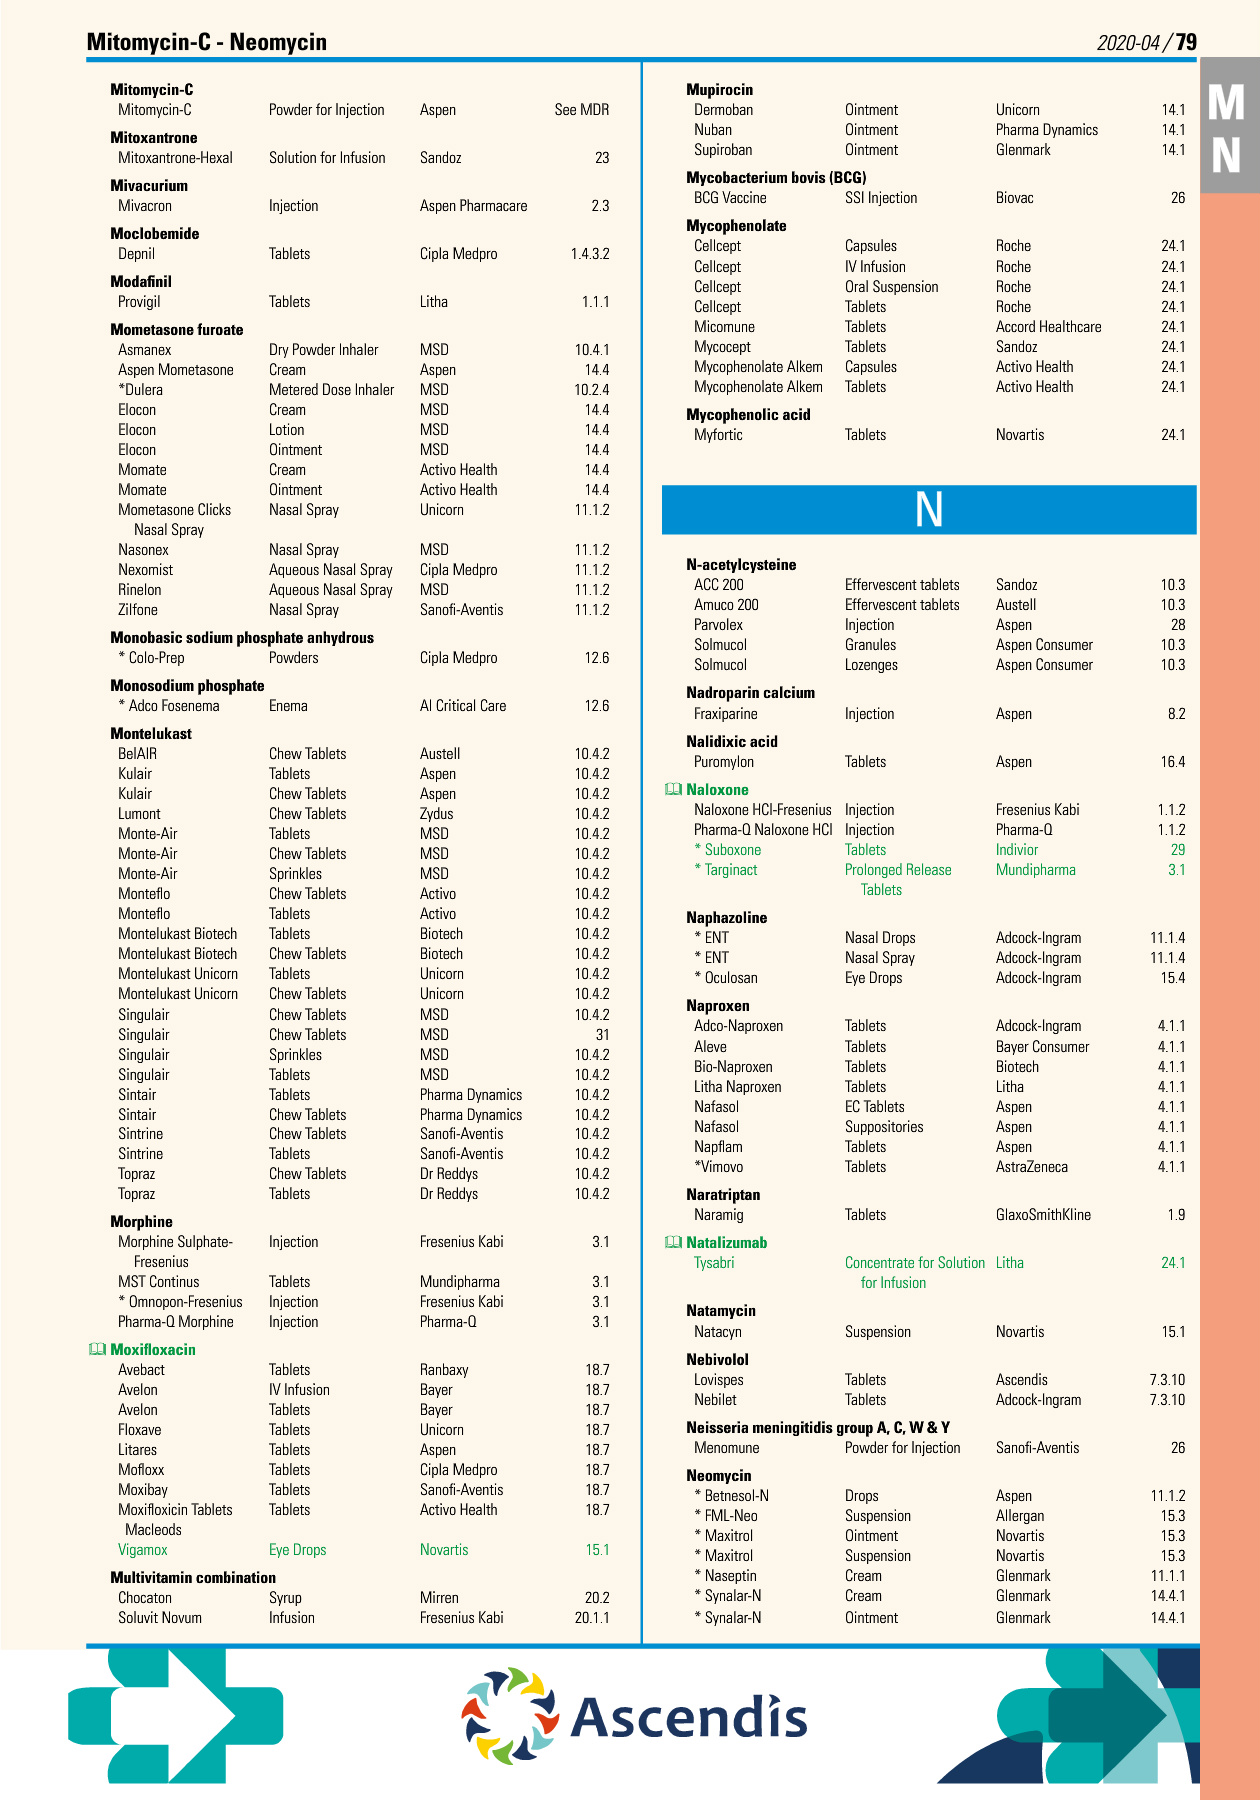 Mitomycin-C - Neomycin
2020-04 / 79
M
N
Mitomycin-C
Mitomycin-C Powder for Injection Aspen See MDR
Mitoxantrone
Mitoxantrone-Hexal Solution for Infusion Sandoz 23
Mivacurium
Mivacron Injection Aspen Pharmacare 2.3
Moclobemide
Depnil Tablets Cipla Medpro 1.4.3.2
Modafinil
Provigil Tablets Litha 1.1.1
Mometasone furoate
Asmanex Dry Powder Inhaler MSD 10.4.1
Aspen Mometasone Cream Aspen 14.4
*Dulera Metered Dose Inhaler MSD 10.2.4
Elocon Cream MSD 14.4
Elocon Lotion MSD 14.4
Elocon Ointment MSD 14.4
Momate Cream Activo Health 14.4
Momate Ointment Activo Health 14.4
Mometasone Clicks Nasal Spray Unicorn 11.1.2
Nasal Spray
Nasonex Nasal Spray MSD 11.1.2
Nexomist Aqueous Nasal Spray Cipla Medpro 11.1.2
Rinelon Aqueous Nasal Spray MSD 11.1.2
Zilfone Nasal Spray Sanofi-Aventis 11.1.2
Monobasic sodium phosphate anhydrous
* Colo-Prep Powders Cipla Medpro 12.6
Monosodium phosphate
* Adco Fosenema Enema AI Critical Care 12.6
Montelukast
BelAIR Chew Tablets Austell 10.4.2
Kulair Tablets Aspen 10.4.2
Kulair Chew Tablets Aspen 10.4.2
Lumont Chew Tablets Zydus 10.4.2
Monte-Air Tablets MSD 10.4.2
Monte-Air Chew Tablets MSD 10.4.2
Monte-Air Sprinkles MSD 10.4.2
Monteflo Chew Tablets Activo 10.4.2
Monteflo Tablets Activo 10.4.2
Montelukast Biotech Tablets Biotech 10.4.2
Montelukast Biotech Chew Tablets Biotech 10.4.2
Montelukast Unicorn Tablets Unicorn 10.4.2
Montelukast Unicorn Chew Tablets Unicorn 10.4.2
Singulair Chew Tablets MSD 10.4.2
Singulair Chew Tablets MSD 31
Singulair Sprinkles MSD 10.4.2
Singulair Tablets MSD 10.4.2
Sintair Tablets Pharma Dynamics 10.4.2
Sintair Chew Tablets Pharma Dynamics 10.4.2
Sintrine Chew Tablets Sanofi-Aventis 10.4.2
Sintrine Tablets Sanofi-Aventis 10.4.2
Topraz Chew Tablets Dr Reddys 10.4.2
Topraz Tablets Dr Reddys 10.4.2
Morphine
Morphine Sulphate- Injection Fresenius Kabi 3.1
Fresenius
MST Continus Tablets Mundipharma 3.1
* Omnopon-Fresenius Injection Fresenius Kabi 3.1
Pharma-Q Morphine Injection Pharma-Q 3.1
Moxifloxacin
Avebact Tablets Ranbaxy 18.7
Avelon IV Infusion Bayer 18.7
Avelon Tablets Bayer 18.7
Floxave Tablets Unicorn 18.7
Litares Tablets Aspen 18.7
Mofloxx Tablets Cipla Medpro 18.7
Moxibay Tablets Sanofi-Aventis 18.7
Moxifloxicin Tablets Tablets Activo Health 18.7
Macleods
Vigamox Eye Drops Novartis 15.1
Multivitamin combination
Chocaton Syrup Mirren 20.2
Soluvit Novum Infusion Fresenius Kabi 20.1.1
Mupirocin
Dermoban Ointment Unicorn 14.1
Nuban Ointment Pharma Dynamics 14.1
Supiroban Ointment Glenmark 14.1
Mycobacterium bovis (BCG)
BCG Vaccine SSI Injection Biovac 26
Mycophenolate
Cellcept Capsules Roche 24.1
Cellcept IV Infusion Roche 24.1
Cellcept Oral Suspension Roche 24.1
Cellcept Tablets Roche 24.1
Micomune Tablets Accord Healthcare 24.1
Mycocept Tablets Sandoz 24.1
Mycophenolate Alkem Capsules Activo Health 24.1
Mycophenolate Alkem Tablets Activo Health 24.1
Mycophenolic acid
Myfortic Tablets Novartis 24.1
N
N-acetylcysteine
ACC 200 Effervescent tablets Sandoz 10.3
Amuco 200 Effervescent tablets Austell 10.3
Parvolex Injection Aspen 28
Solmucol Granules Aspen Consumer 10.3
Solmucol Lozenges Aspen Consumer 10.3
Nadroparin calcium
Fraxiparine Injection Aspen 8.2
Nalidixic acid
Puromylon Tablets Aspen 16.4
Naloxone
Naloxone HCl-Fresenius Injection Fresenius Kabi 1.1.2
Pharma-Q Naloxone HCl Injection Pharma-Q 1.1.2
* Suboxone Tablets Indivior 29
* Targinact Prolonged Release Mundipharma 3.1
Tablets
Naphazoline
* ENT Nasal Drops Adcock-Ingram 11.1.4
* ENT Nasal Spray Adcock-Ingram 11.1.4
* Oculosan Eye Drops Adcock-Ingram 15.4
Naproxen
Adco-Naproxen Tablets Adcock-Ingram 4.1.1
Aleve Tablets Bayer Consumer 4.1.1
Bio-Naproxen Tablets Biotech 4.1.1
Litha Naproxen Tablets Litha 4.1.1
Nafasol EC Tablets Aspen 4.1.1
Nafasol Suppositories Aspen 4.1.1
Napflam Tablets Aspen 4.1.1
*Vimovo Tablets AstraZeneca 4.1.1
Naratriptan
Naramig Tablets GlaxoSmithKline 1.9
Natalizumab
Tysabri Concentrate for Solution Litha 24.1
for Infusion
Natamycin
Natacyn Suspension Novartis 15.1
Nebivolol
Lovispes Tablets Ascendis 7.3.10
Nebilet Tablets Adcock-Ingram 7.3.10
Neisseria meningitidis group A, C, W & Y
Menomune Powder for Injection Sanofi-Aventis 26
Neomycin
* Betnesol-N Drops Aspen 11.1.2
* FML-Neo Suspension Allergan 15.3
* Maxitrol Ointment Novartis 15.3
* Maxitrol Suspension Novartis 15.3
* Naseptin Cream Glenmark 11.1.1
* Synalar-N Cream Glenmark 14.4.1
* Synalar-N Ointment Glenmark 14.4.1
Ascendis